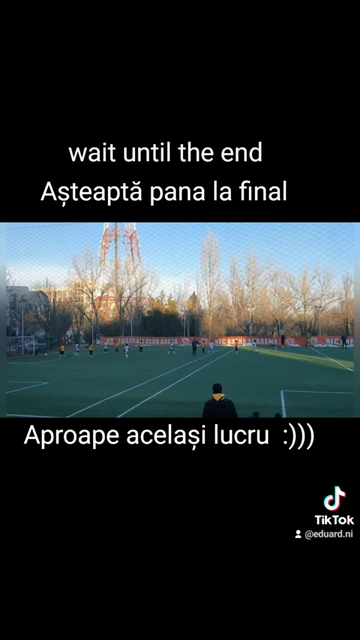 wait until the end
Așteaptă pana la final
Aproape același lucru :)))
TikTok
@eduard.ni